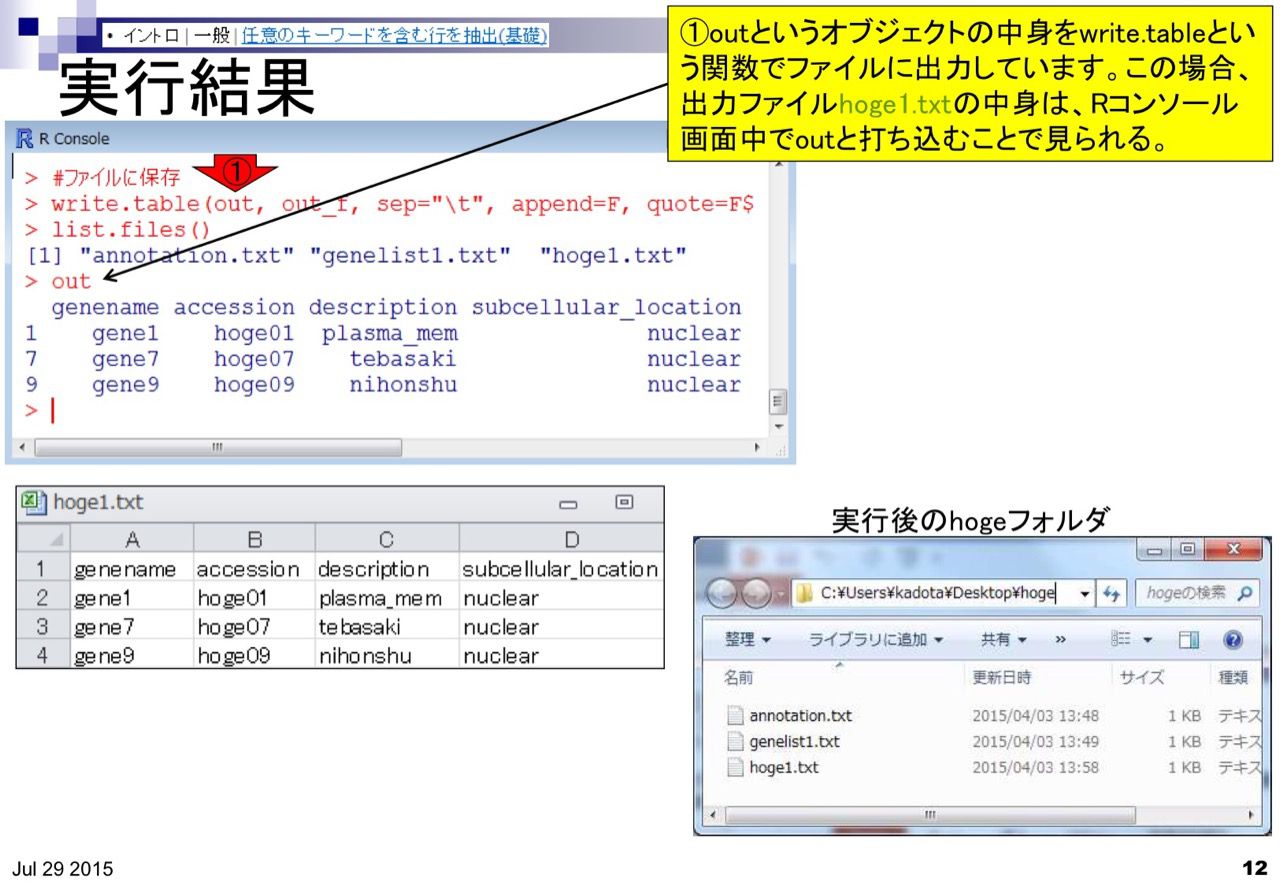 • イントロ | 一般 | 任意のキーワードを含む行を抽出(基礎)
実行結果
①outというオブジェクトの中身をwrite.tableとい
う関数でファイルに出力しています。この場合、
出力ファイルhoge1.txtの中身は、Rコンソール
画面中でoutと打ち込むことで見られる。
R Console
> #ファイルに保存
①
> write.table(out, out_f, sep="\t", append=F, quote=F$
> list.files()
[1] "annotation.txt" "genelist1.txt" "hoge1.txt"
> out
genename accession description subcellular_location
1 gene1 hoge01 plasma_mem nuclear
7 gene7 hoge07 tebasaki nuclear
9 gene9 hoge09 nihonshu nuclear
>
hoge1.txt
A B C D
1 genename accession description subcellular_location
2 gene1 hoge01 plasma_mem nuclear
3 gene7 hoge07 tebasaki nuclear
4 gene9 hoge09 nihonshu nuclear
実行後のhogeフォルダ
C:¥Users¥kadota¥Desktop¥hoge hogeの検索
整理 ライブラリに追加 共有 »
名前 更新日時 サイズ 種類
annotation.txt 2015/04/03 13:48 1 KB テキス
genelist1.txt 2015/04/03 13:49 1 KB テキス
hoge1.txt 2015/04/03 13:58 1 KB テキス
Jul 29 2015
12